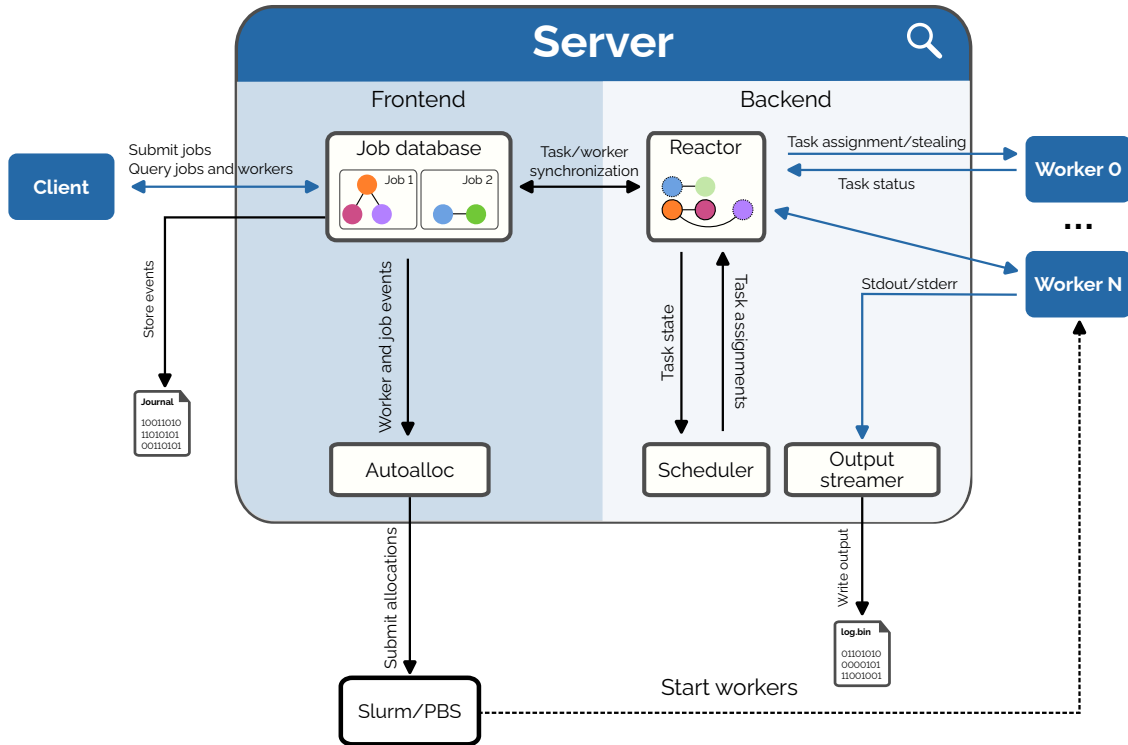 Server
Frontend
Backend
Client
Submit jobs
Query jobs and workers
Job database
Job 1
Job 2
Task/worker
synchronization
Reactor
Task assignment/stealing
Task status
Worker 0
...
Worker N
Stdout/stderr
Store events
Journal
10011010
11010101
00110101
Worker and job events
Task state
Task assignments
Autoalloc
Scheduler
Output
streamer
Submit allocations
Write output
log.bin
01101010
0000101
11001001
Slurm/PBS
Start workers